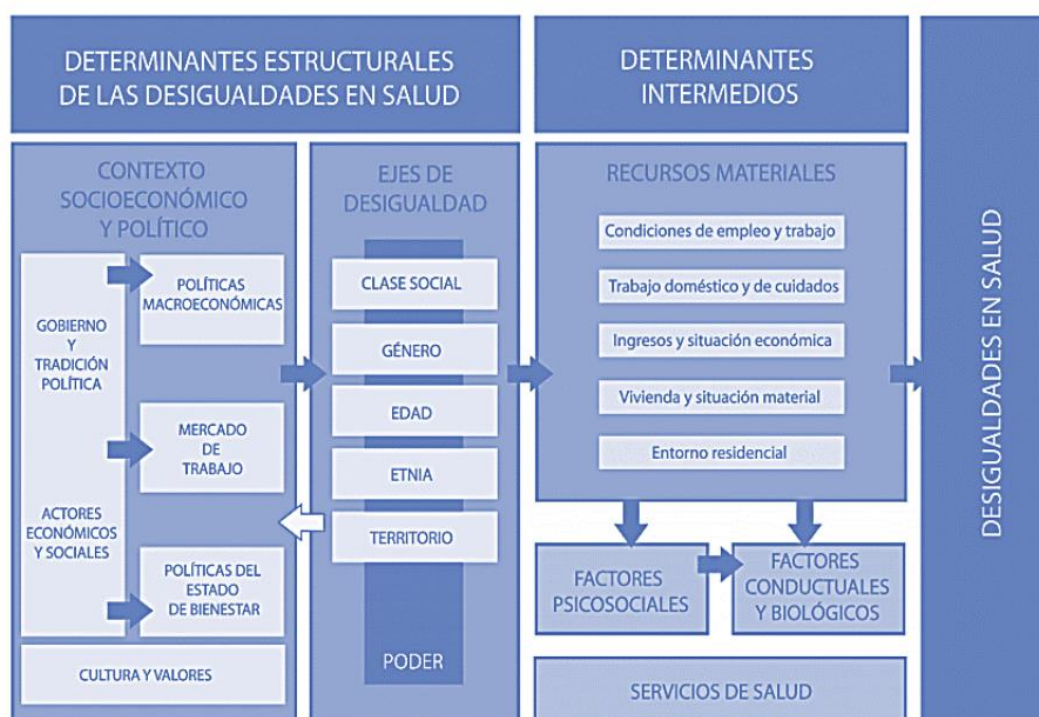 DETERMINANTES ESTRUCTURALES
DE LAS DESIGUALDADES EN SALUD
CONTEXTO
SOCIOECONÓMICO
Y POLÍTICO
GOBIERNO
Y
TRADICIÓN
POLÍTICA
ACTORES
ECONÓMICOS
Y SOCIALES
POLÍTICAS
MACROECONÓMICAS
MERCADO
DE
TRABAJO
POLÍTICAS DEL
ESTADO
DE BIENESTAR
CULTURA Y VALORES
EJES DE
DESIGUALDAD
CLASE SOCIAL
GÉNERO
EDAD
ETNIA
TERRITORIO
PODER
DETERMINANTES
INTERMEDIOS
RECURSOS MATERIALES
Condiciones de empleo y trabajo
Trabajo doméstico y de cuidados
Ingresos y situación económica
Vivienda y situación material
Entorno residencial
FACTORES
PSICOSOCIALES
FACTORES
CONDUCTUALES
Y BIOLÓGICOS
SERVICIOS DE SALUD
DESIGUALDADES EN SALUD